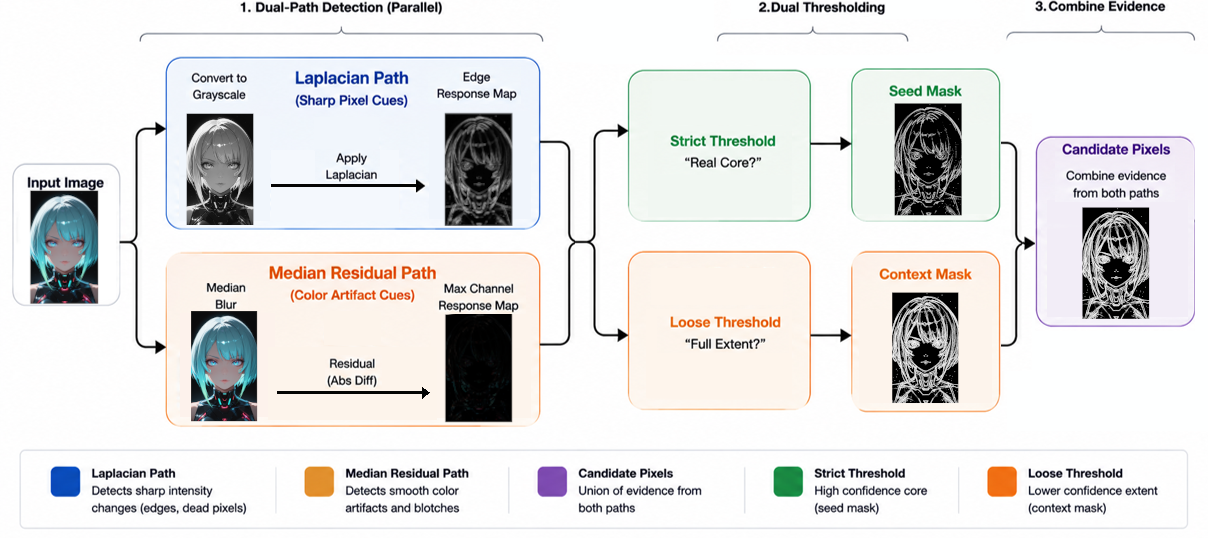 1. Dual-Path Detection (Parallel)
2.Dual Thresholding
3.Combine Evidence
Input Image
Convert to
Grayscale
Laplacian Path
(Sharp Pixel Cues)
Apply
Laplacian
Edge
Response Map
Median Residual Path
(Color Artifact Cues)
Median
Blur
Residual
(Abs Diff)
Max Channel
Response Map
Strict Threshold
“Real Core?”
Seed Mask
Loose Threshold
“Full Extent?”
Context Mask
Candidate Pixels
Combine evidence
from both paths
Laplacian Path
Detects sharp intensity
changes (edges, dead pixels)
Median Residual Path
Detects smooth color
artifacts and blotches
Candidate Pixels
Union of evidence from
both paths
Strict Threshold
High confidence core
(seed mask)
Loose Threshold
Lower confidence extent
(context mask)